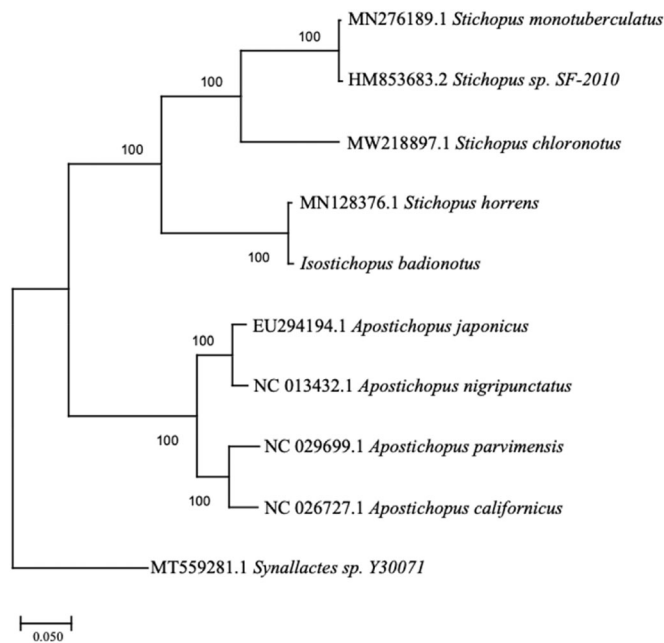 MN276189.1 Stichopus monotuberculatus
100
HM853683.2 Stichopus sp. SF-2010
100
MW218897.1 Stichopus chloronotus
100
MN128376.1 Stichopus horrens
100
Isostichopus badionotus
EU294194.1 Apostichopus japonicus
100
NC 013432.1 Apostichopus nigripunctatus
100
NC 029699.1 Apostichopus parvimensis
100
NC 026727.1 Apostichopus californicus
MT559281.1 Synallactes sp. Y30071
0.050